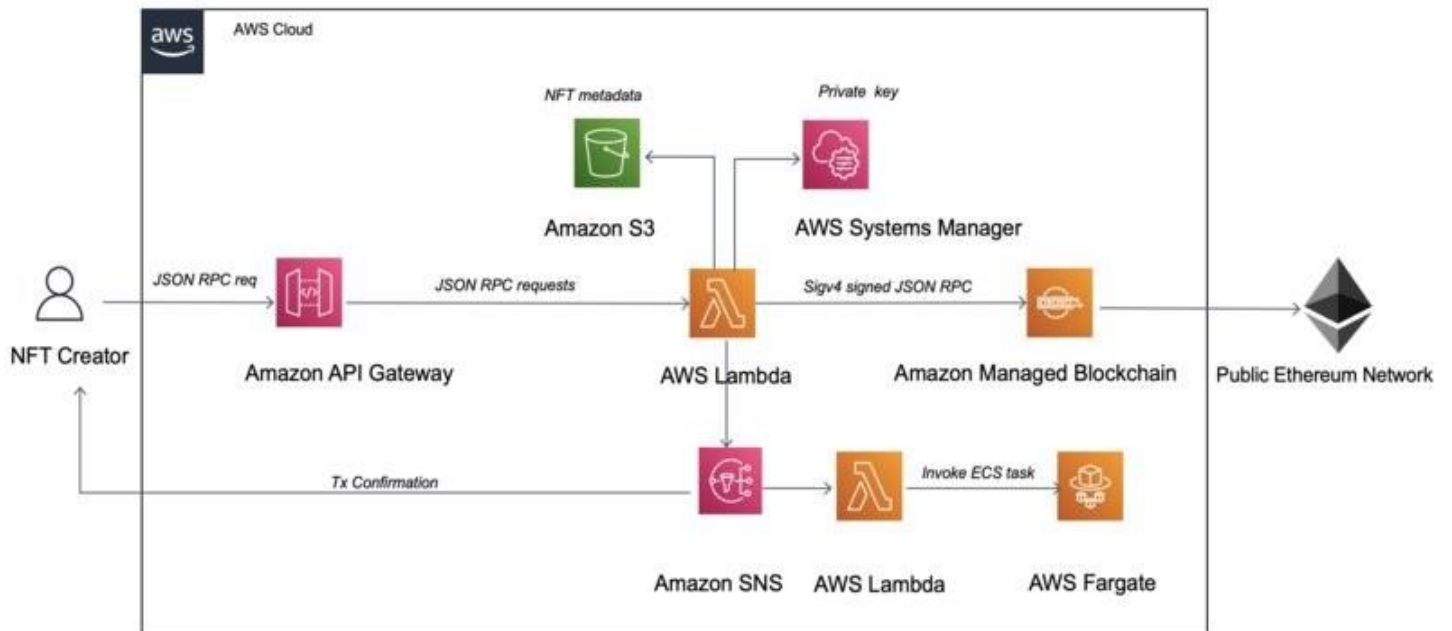 aws
AWS Cloud
NFT metadata
Private key
Amazon S3
AWS Systems Manager
JSON RPC req
JSON RPC requests
Sigv4 signed JSON RPC
NFT Creator
Amazon API Gateway
AWS Lambda
Amazon Managed Blockchain
Public Ethereum Network
Tx Confirmation
Invoke ECS task
Amazon SNS
AWS Lambda
AWS Fargate